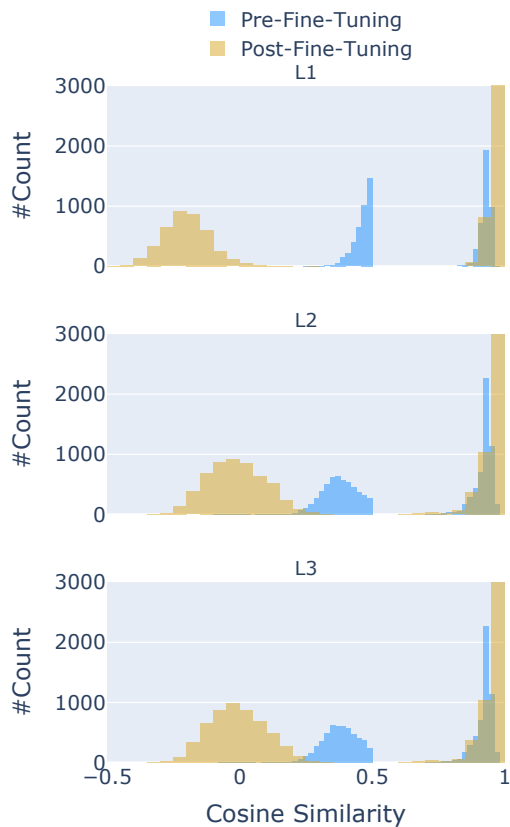 Pre-Fine-Tuning
Post-Fine-Tuning
L1
3000
2000
1000
0
#Count
L2
3000
2000
1000
0
#Count
L3
3000
2000
1000
0
#Count
−0.5 0 0.5 1
Cosine Similarity